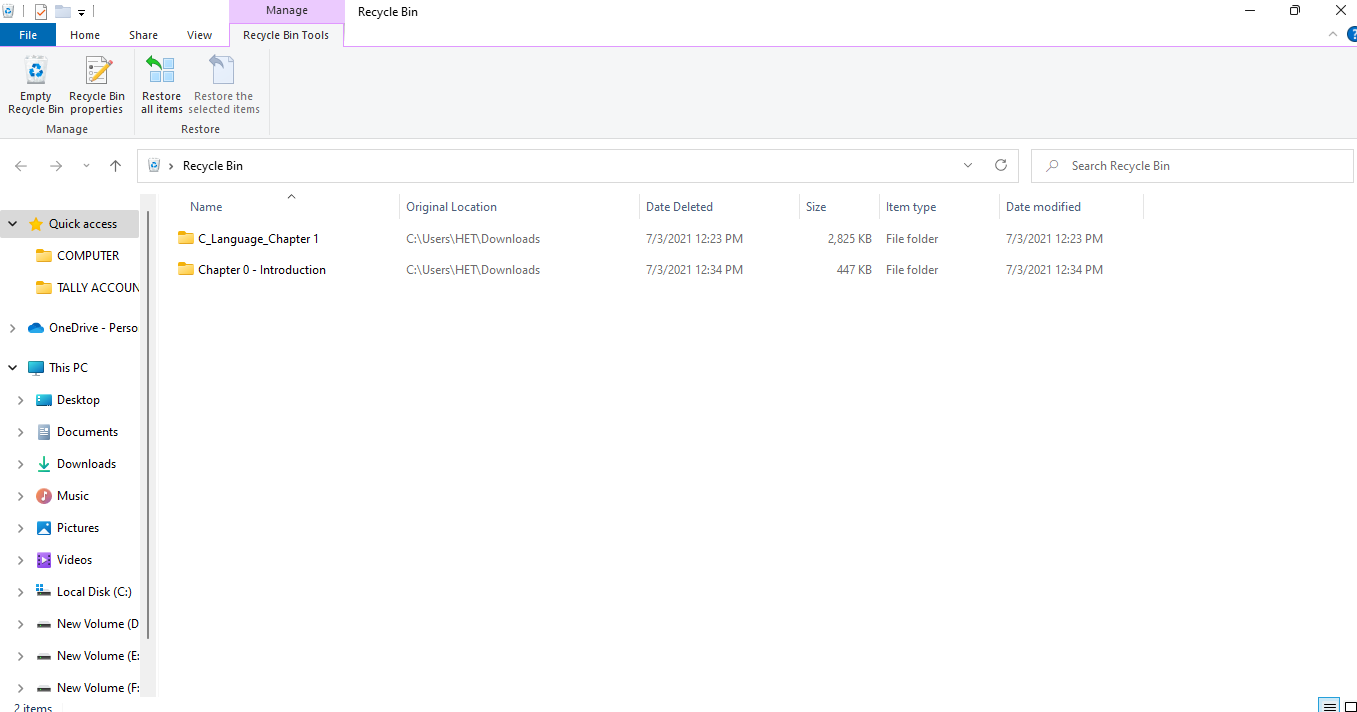 Manage
Recycle Bin
File
Home
Share
View
Recycle Bin Tools
Empty
Recycle Bin
Recycle Bin
properties
Restore
all items
Restore the
selected items
Manage
Restore
Recycle Bin
Search Recycle Bin
Name
Original Location
Date Deleted
Size
Item type
Date modified
C_Language_Chapter 1
C:\Users\HET\Downloads
7/3/2021 12:23 PM
2,825 KB
File folder
7/3/2021 12:23 PM
Chapter 0 - Introduction
C:\Users\HET\Downloads
7/3/2021 12:34 PM
447 KB
File folder
7/3/2021 12:34 PM
Quick access
COMPUTER
TALLY ACCOUN
OneDrive - Perso
This PC
Desktop
Documents
Downloads
Music
Pictures
Videos
Local Disk (C:)
New Volume (D
New Volume (E:
New Volume (F:
2 items